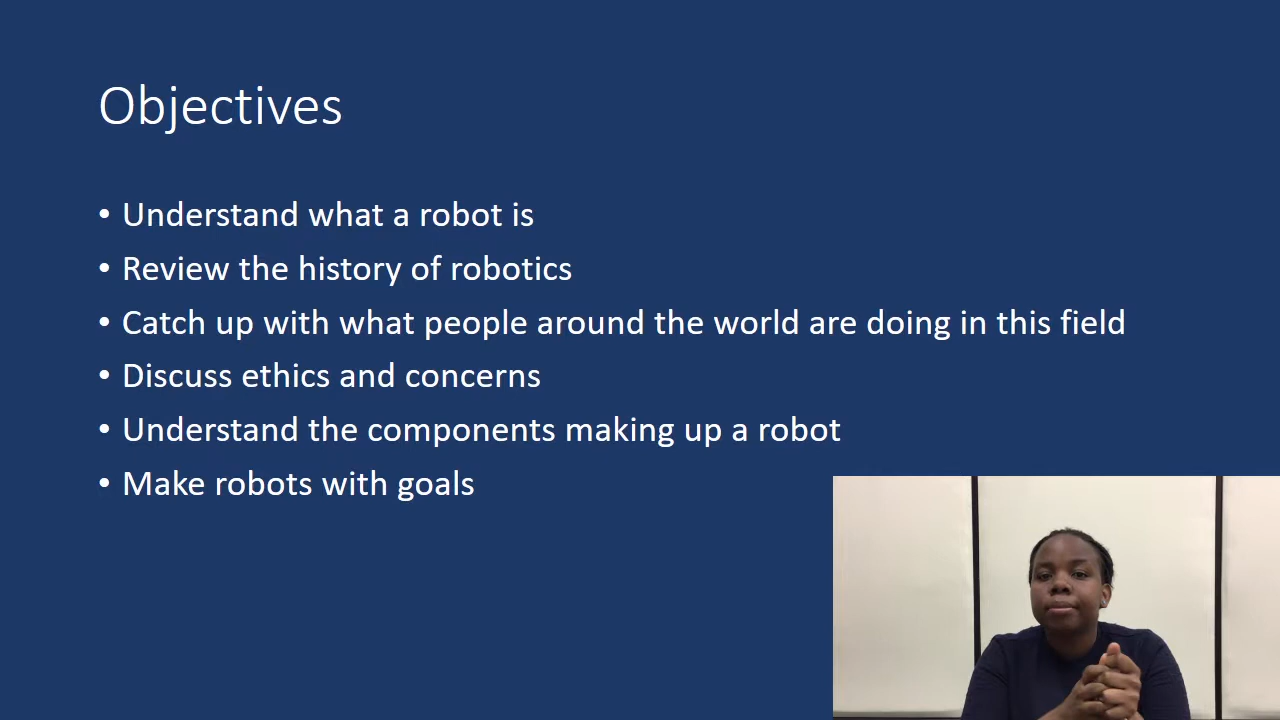 Objectives
• Understand what a robot is
• Review the history of robotics
• Catch up with what people around the world are doing in this field
• Discuss ethics and concerns
• Understand the components making up a robot
• Make robots with goals